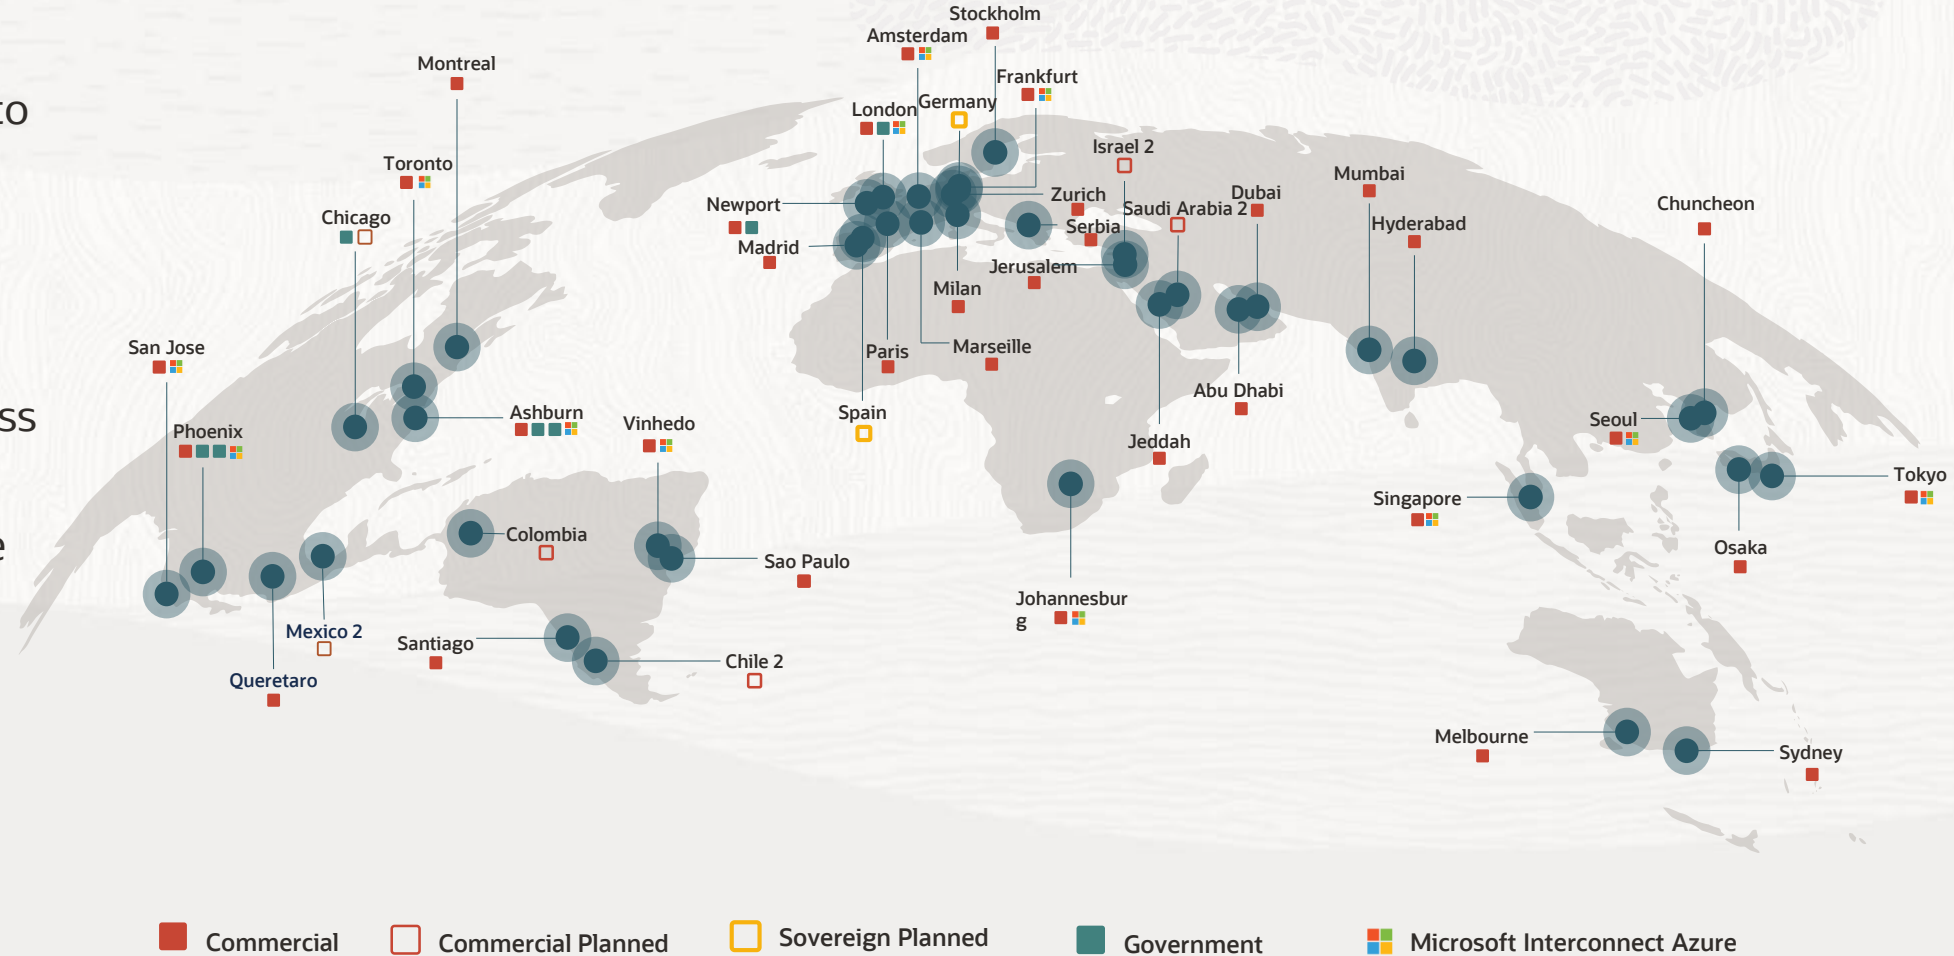 to
ss
e
Stockholm
Amsterdam
Montreal
Frankfurt
Germany
London
Toronto
Israel 2
Mumbai
Zurich
Dubai
Newport
Chuncheon
Saudi Arabia 2
Chicago
Hyderabad
Serbia
Madrid
Jerusalem
Milan
San Jose
Paris
Marseille
Abu Dhabi
Ashburn
Spain
Vinhedo
Seoul
Phoenix
Jeddah
Tokyo
Singapore
Colombia
Osaka
Sao Paulo
Johannesbur
g
Mexico 2
Santiago
Chile 2
Queretaro
Melbourne
Sydney
Commercial
Commercial Planned
Sovereign Planned
Government
Microsoft Interconnect Azure